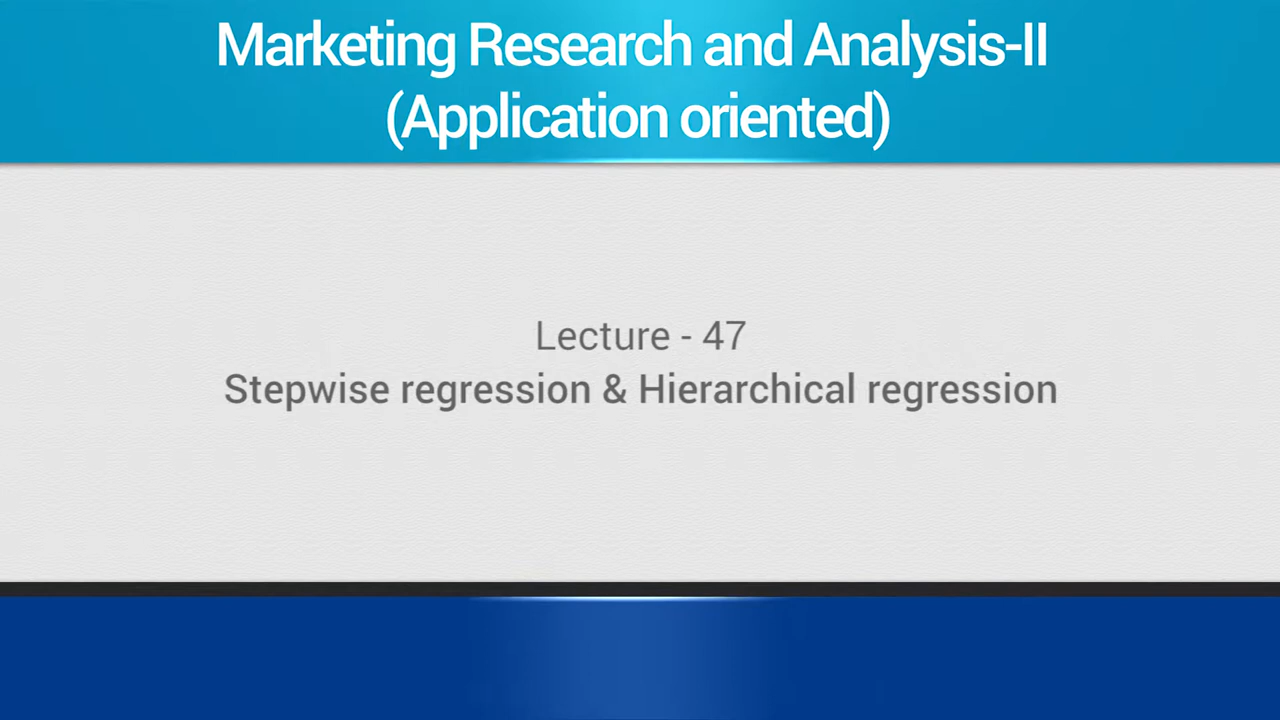 Marketing Research and Analysis-II
(Application oriented)
Lecture - 47
Stepwise regression & Hierarchical regression